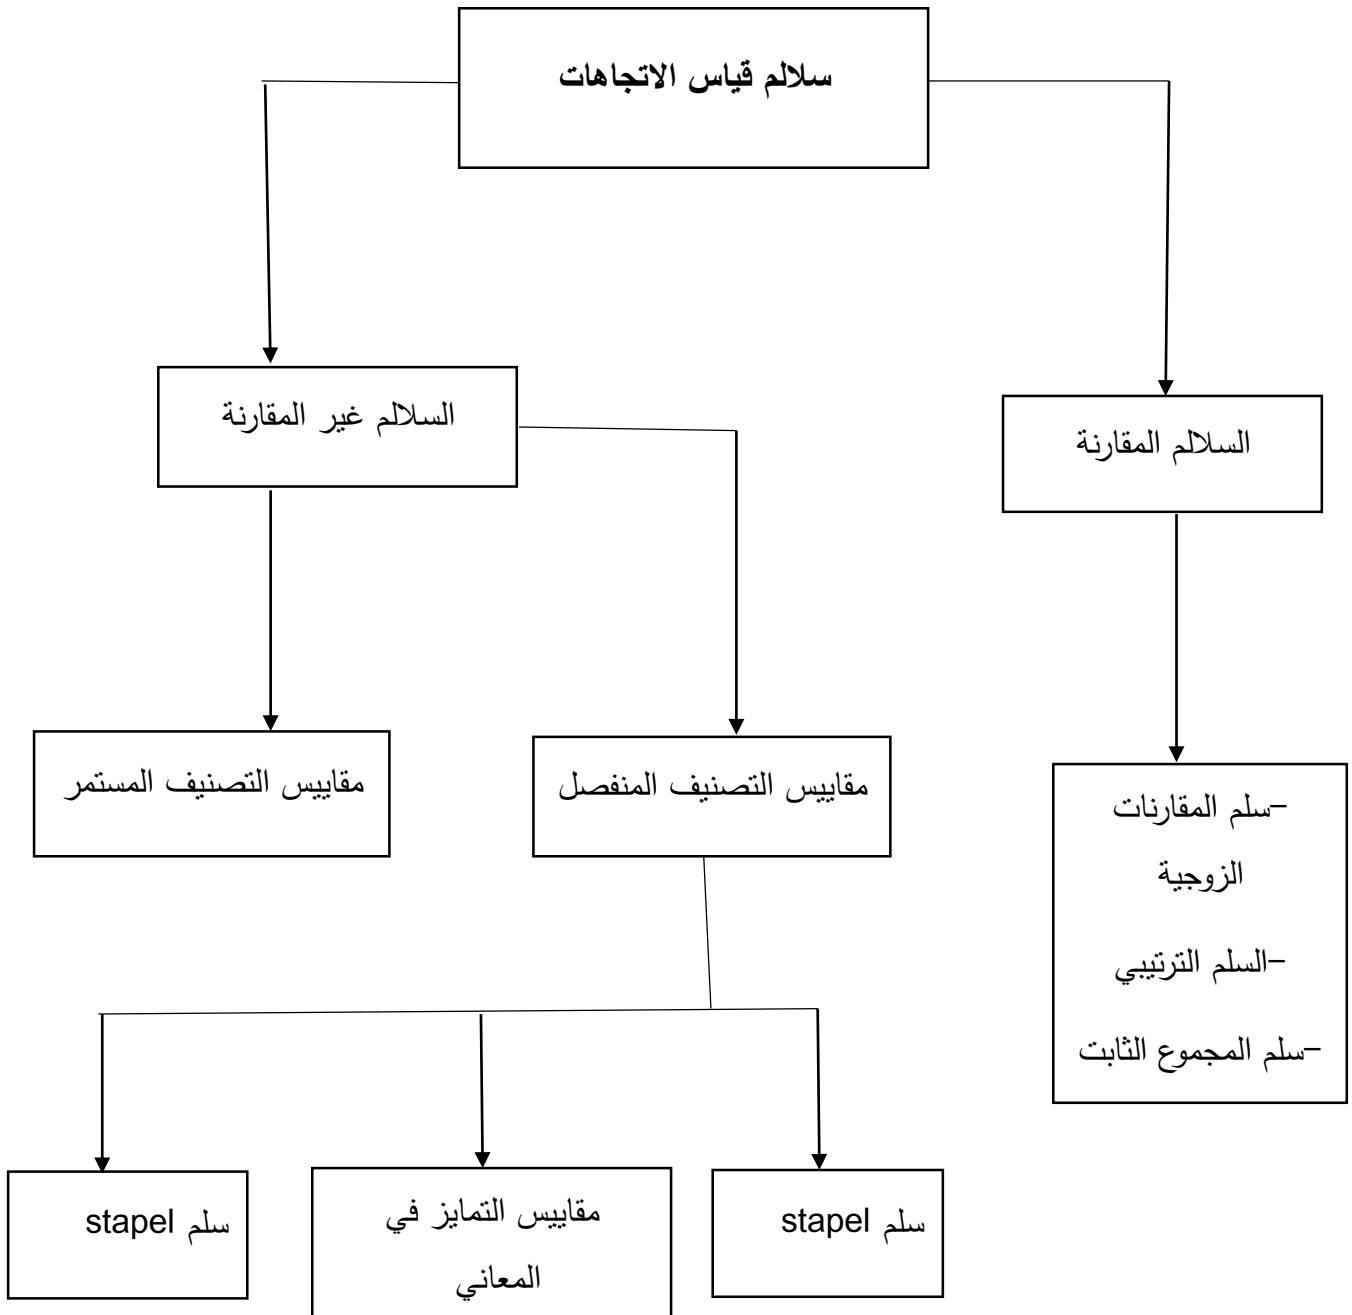 سلالم قياس الاتجاهات
السلالم المقارنة
السلالم غير المقارنة
مقاييس التصنيف المنفصل
مقاييس التصنيف المستمر
-سلم المقارنات
الزوجية
-السلم الترتيبي
-سلم المجموع الثابت
سلم stapel
مقاييس التمايز في
المعاني
سلم stapel